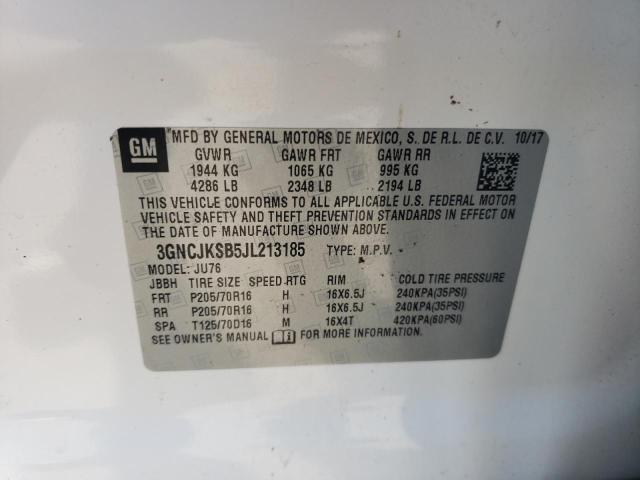 GM MFD BY GENERAL MOTORS DE MEXICO, S. DE R.L. DE C.V. 10/17
GVWR GAWR FRT GAWR RR
1944 KG 1065 KG 995 KG
4286 LB 2348 LB 2194 LB
THIS VEHICLE CONFORMS TO ALL APPLICABLE U.S. FEDERAL MOTOR
VEHICLE SAFETY AND THEFT PREVENTION STANDARDS IN EFFECT ON
THE DATE OF MANUFACTURE SHOWN ABOVE.
3GNCJKSB5JL213185 TYPE: M.P.V.
MODEL: JU76
JBBH TIRE SIZE SPEED RTG RIM COLD TIRE PRESSURE
FRT P205/70R16 H 16X6.5J 240KPA(35PSI)
RR P205/70R16 H 16X6.5J 240KPA(35PSI)
SPA T125/70D16 M 16X4T 420KPA(60PSI)
SEE OWNER'S MANUAL FOR MORE INFORMATION.